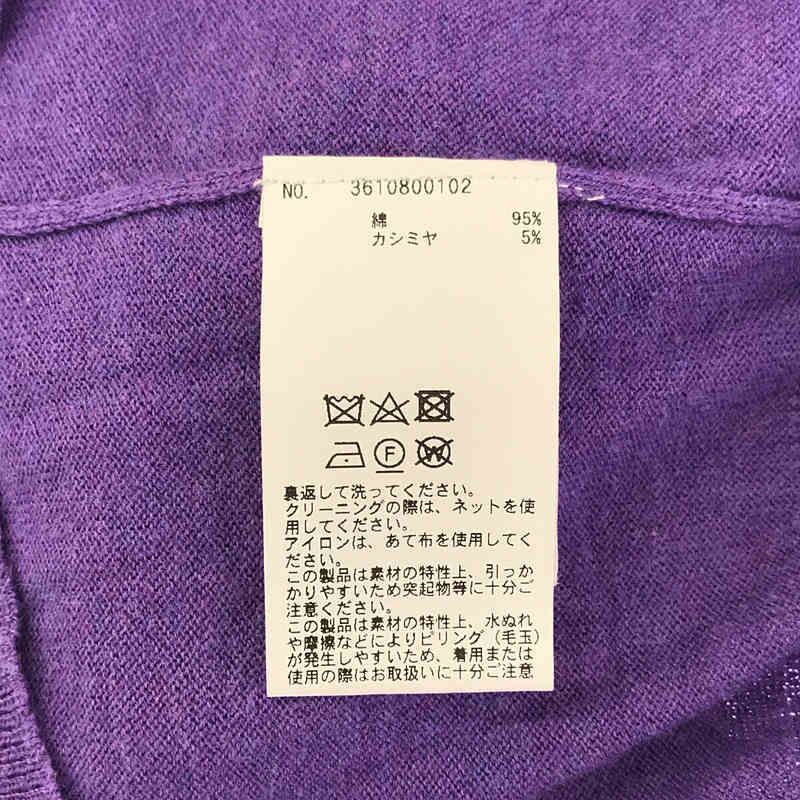 NO. 3610800102
綿 95%
カシミヤ 5%
F
W
裏返して洗ってください。
クリーニングの際は、ネットを使
用してください。
アイロンは、あて布を使用してく
ださい。
この製品は素材の特性上、引っか
かりやすいため突起物等に十分ご
注意ください。
この製品は素材の特性上、水ぬれ
や摩擦などによりピリング（毛玉）
が発生しやすいため、着用または
使用の際はお取扱いに十分ご注意